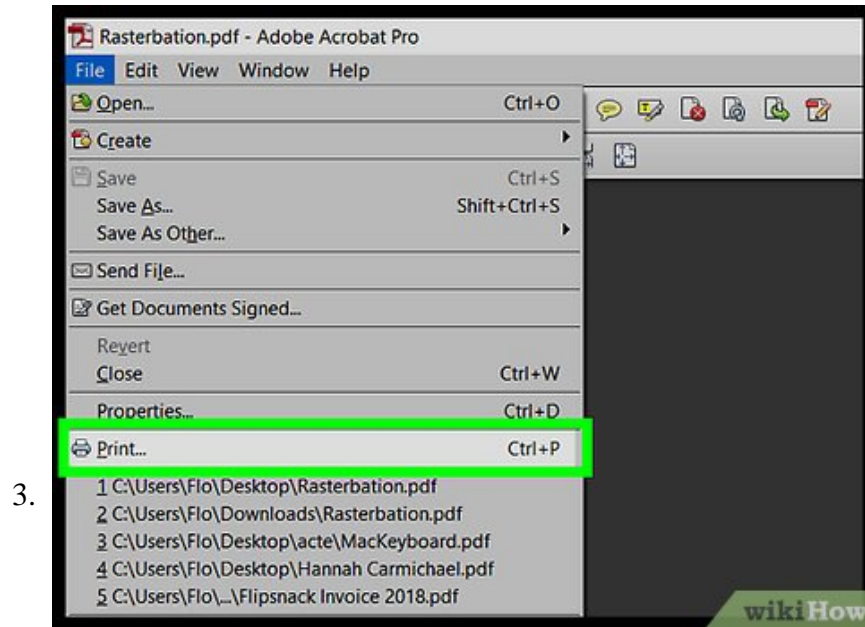 Rasterbation.pdf - Adobe Acrobat Pro
File Edit View Window Help
Open... Ctrl+O
Create
Save Ctrl+S
Save As... Shift+Ctrl+S
Save As Other...
Send File...
Get Documents Signed...
Revert
Close Ctrl+W
Properties... Ctrl+D
Print... Ctrl+P
3.
1 C:\Users\Flo\Desktop\Rasterbation.pdf
2 C:\Users\Flo\Downloads\Rasterbation.pdf
3 C:\Users\Flo\Desktop\acte\MacKeyboard.pdf
4 C:\Users\Flo\Desktop\Hannah Carmichael.pdf
5 C:\Users\Flo\...\Flipsnack Invoice 2018.pdf
wikiHow